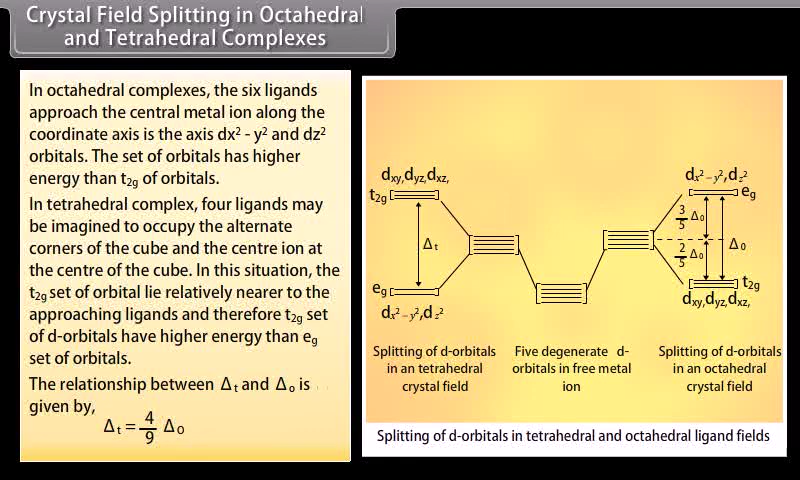 Crystal Field Splitting in Octahedral
and Tetrahedral Complexes
In octahedral complexes, the six ligands
approach the central metal ion along the
coordinate axis is the axis dx² - y² and dz²
orbitals. The set of orbitals has higher
energy than t₂g of orbitals.
In tetrahedral complex, four ligands may
be imagined to occupy the alternate
corners of the cube and the centre ion at
the centre of the cube. In this situation, the
t₂g set of orbital lie relatively nearer to the
approaching ligands and therefore t₂g set
of d-orbitals have higher energy than eg
set of orbitals.
The relationship between Δt and Δo is
given by,
Δt = 4/9 Δo
dxy,dyz,dxz,
t₂g
Δt
eg
dx² – y²,dz²
dx² – y²,dz²
eg
3/5 Δo
2/5 Δo
Δo
t₂g
dxy,dyz,dxz,
Splitting of d-orbitals
in an tetrahedral
crystal field
Five degenerate d-
orbitals in free metal
ion
Splitting of d-orbitals
in an octahedral
crystal field
Splitting of d-orbitals in tetrahedral and octahedral ligand fields